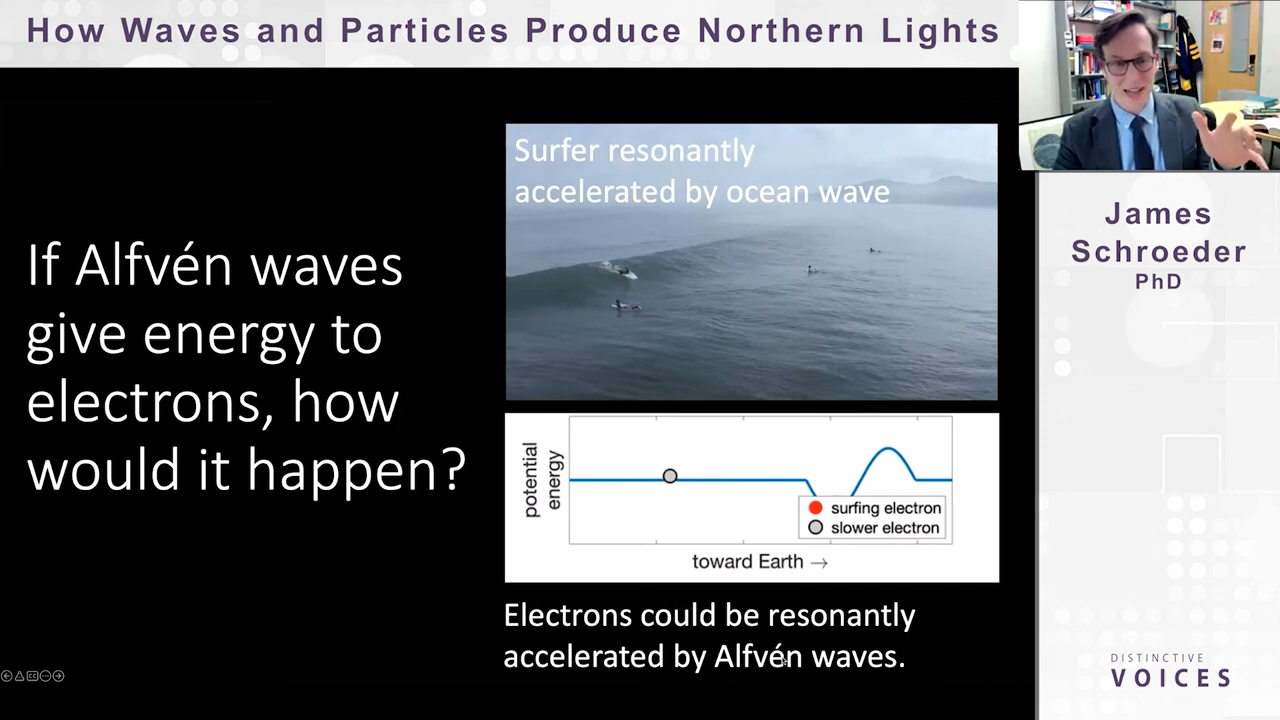 How Waves and Particles Produce Northern Lights
If Alfvén waves
give energy to
electrons, how
would it happen?
Surfer resonantly
accelerated by ocean wave
potential
energy
surfing electron
slower electron
toward Earth →
Electrons could be resonantly
accelerated by Alfvén waves.
James
Schroeder
PhD
DISTINCTIVE
VOICES